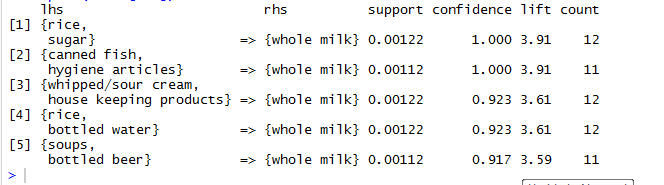 lhs rhs support confidence lift count
[1] {rice,
sugar} => {whole milk} 0.00122 1.000 3.91 12
[2] {canned fish,
hygiene articles} => {whole milk} 0.00112 1.000 3.91 11
[3] {whipped/sour cream,
house keeping products} => {whole milk} 0.00122 0.923 3.61 12
[4] {rice,
bottled water} => {whole milk} 0.00122 0.923 3.61 12
[5] {soups,
bottled beer} => {whole milk} 0.00112 0.917 3.59 11
>